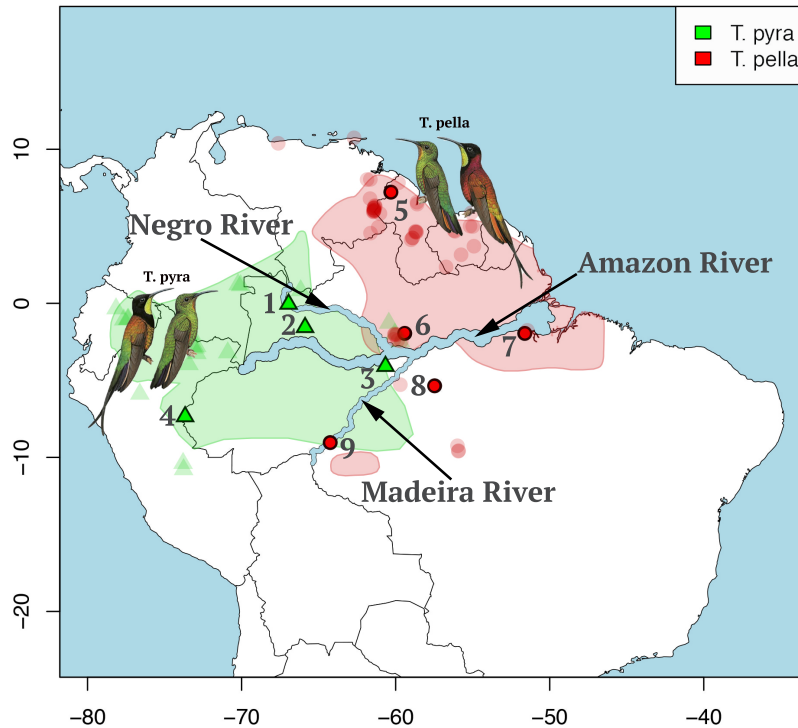 T. pyra
T. pella
T. pella
10
5
Negro River
Amazon River
T. pyra
0
1
2
6
7
3
8
4
9
−10
Madeira River
−20
−80
−70
−60
−50
−40